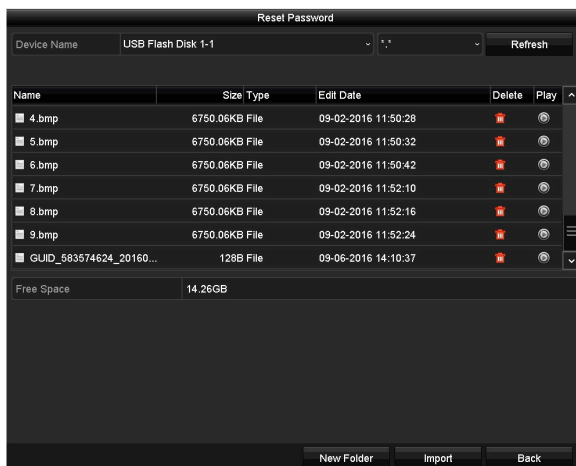 Reset Password
Device Name USB Flash Disk 1-1 *.* Refresh
Name Size Type Edit Date Delete Play
4.bmp 6750.06KB File 09-02-2016 11:50:28
5.bmp 6750.06KB File 09-02-2016 11:50:32
6.bmp 6750.06KB File 09-02-2016 11:50:42
7.bmp 6750.06KB File 09-02-2016 11:52:10
8.bmp 6750.06KB File 09-02-2016 11:52:16
9.bmp 6750.06KB File 09-02-2016 11:52:24
GUID_583574624_20160... 128B File 09-06-2016 14:10:37
Free Space 14.26GB
New Folder Import Back